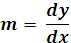 m = dy/dx